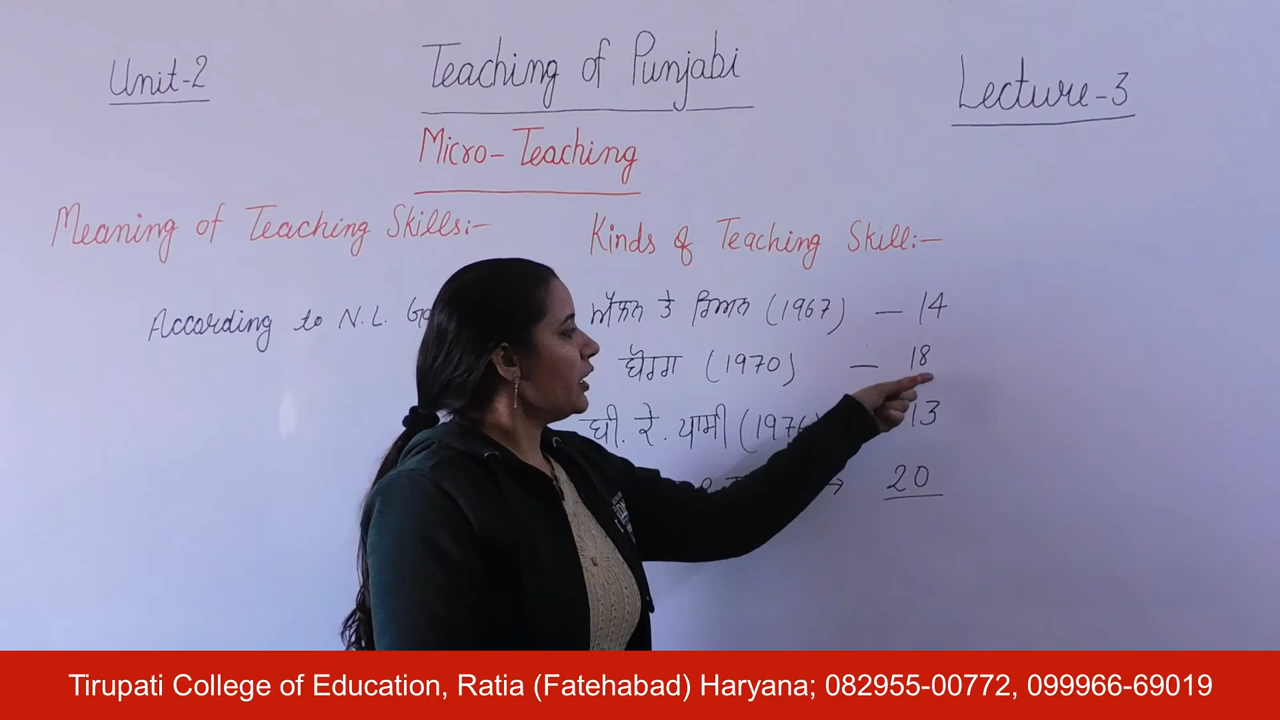 Unit-2
Teaching of Punjabi
Lecture-3
Micro-Teaching
Meaning of Teaching Skills:-
According to N.L.
Kinds of Teaching Skill:-
ਐਲਨ ਤੇ ਰਿਆਨ (1967) - 14
ਬੋਰਗ (1970) - 18
ਬੀ. ਕੇ. ਪਾਸੀ 13
20
Tirupati College of Education, Ratia (Fatehabad) Haryana; 082955-00772, 099966-69019